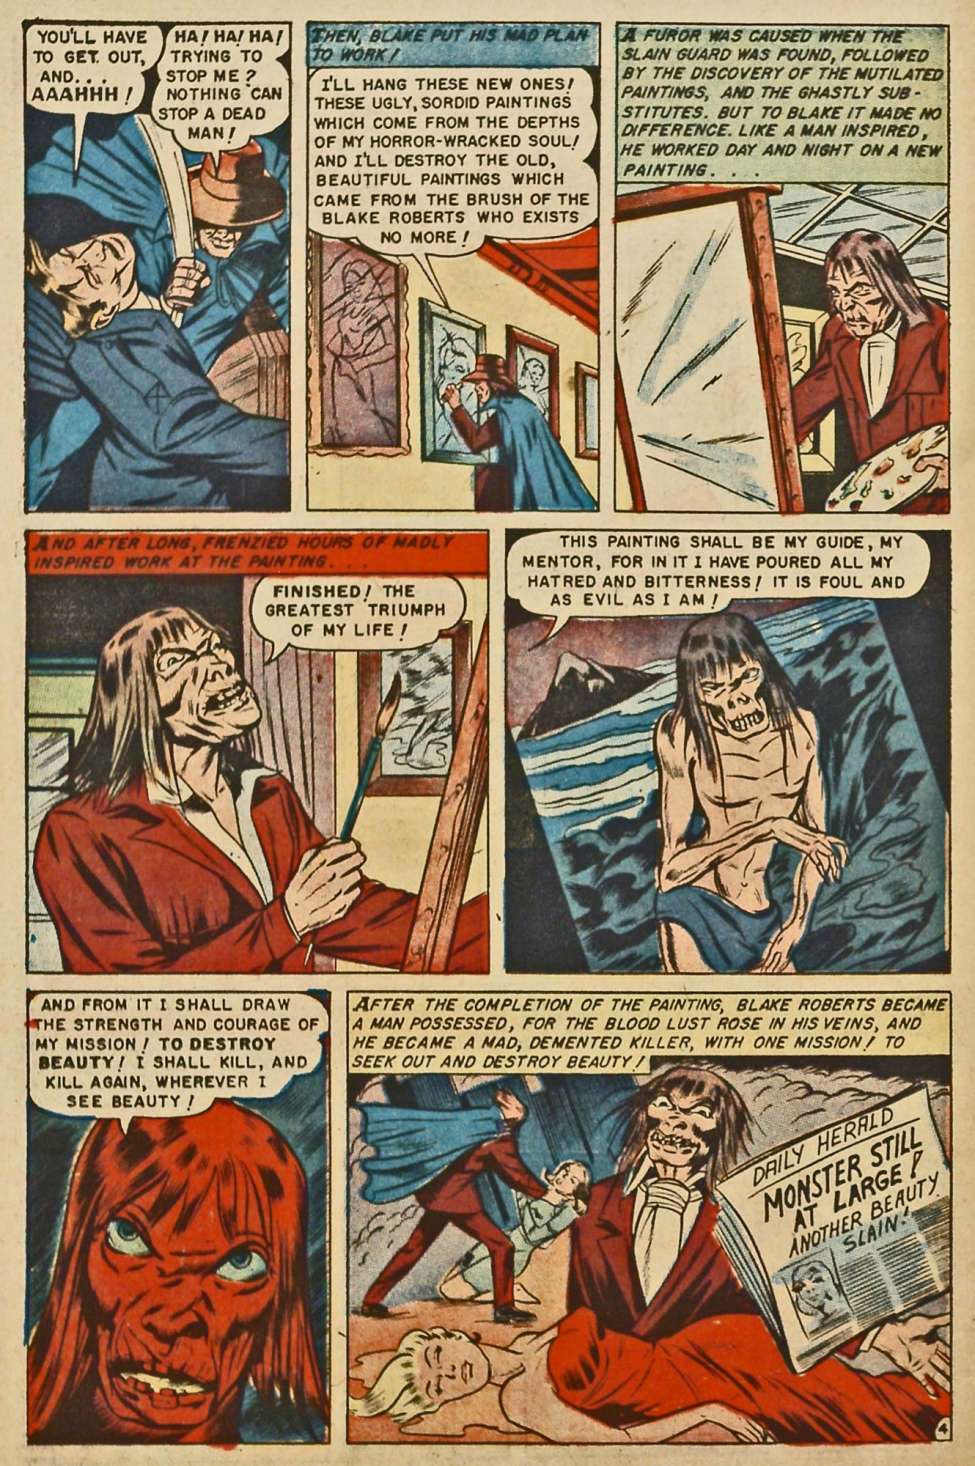 YOU'LL HAVE
TO GET OUT,
AND...
AAAHHH!
HA! HA! HA!
TRYING TO
STOP ME?
NOTHING CAN
STOP A DEAD
MAN!
THEN, BLAKE PUT HIS MAD PLAN
TO WORK!
I'LL HANG THESE NEW ONES!
THESE UGLY, SORDID PAINTINGS
WHICH COME FROM THE DEPTHS
OF MY HORROR-WRACKED SOUL!
AND I'LL DESTROY THE OLD,
BEAUTIFUL PAINTINGS WHICH
CAME FROM THE BRUSH OF THE
BLAKE ROBERTS WHO EXISTS
NO MORE!
A FUROR WAS CAUSED WHEN THE
SLAIN GUARD WAS FOUND, FOLLOWED
BY THE DISCOVERY OF THE MUTILATED
PAINTINGS, AND THE GHASTLY SUB-
STITUTES. BUT TO BLAKE IT MADE NO
DIFFERENCE. LIKE A MAN INSPIRED,
HE WORKED DAY AND NIGHT ON A NEW
PAINTING...
AND AFTER LONG, FRENZIED HOURS OF MADLY
INSPIRED WORK AT THE PAINTING...
FINISHED! THE
GREATEST TRIUMPH
OF MY LIFE!
THIS PAINTING SHALL BE MY GUIDE, MY
MENTOR, FOR IN IT I HAVE POURED ALL MY
HATRED AND BITTERNESS! IT IS FOUL AND
AS EVIL AS I AM!
AND FROM IT I SHALL DRAW
THE STRENGTH AND COURAGE OF
MY MISSION! TO DESTROY
BEAUTY! I SHALL KILL, AND
KILL AGAIN, WHEREVER I
SEE BEAUTY!
AFTER THE COMPLETION OF THE PAINTING, BLAKE ROBERTS BECAME
A MAN POSSESSED, FOR THE BLOOD LUST ROSE IN HIS VEINS, AND
HE BECAME A MAD, DEMENTED KILLER, WITH ONE MISSION! TO
SEEK OUT AND DESTROY BEAUTY!
DAILY HERALD
MONSTER STILL
AT LARGE!
ANOTHER BEAUTY
SLAIN!
4